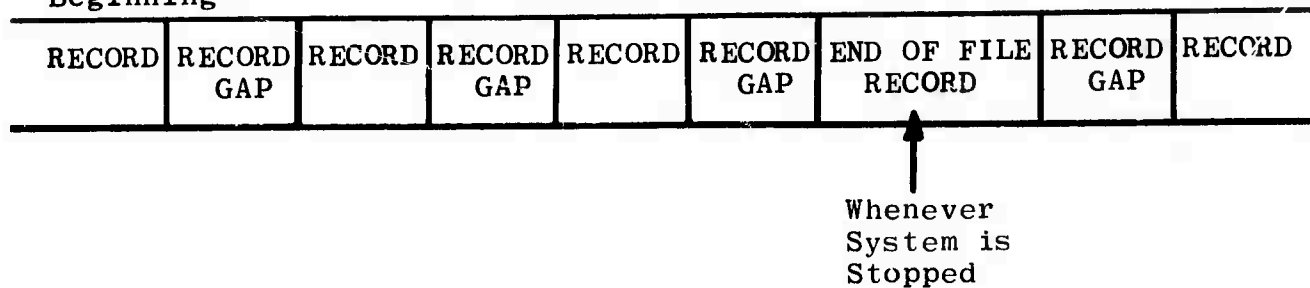 Beginning
RECORD RECORD RECORD RECORD RECORD RECORD END OF FILE RECORD RECORD
GAP GAP GAP RECORD GAP
Whenever
System is
Stopped